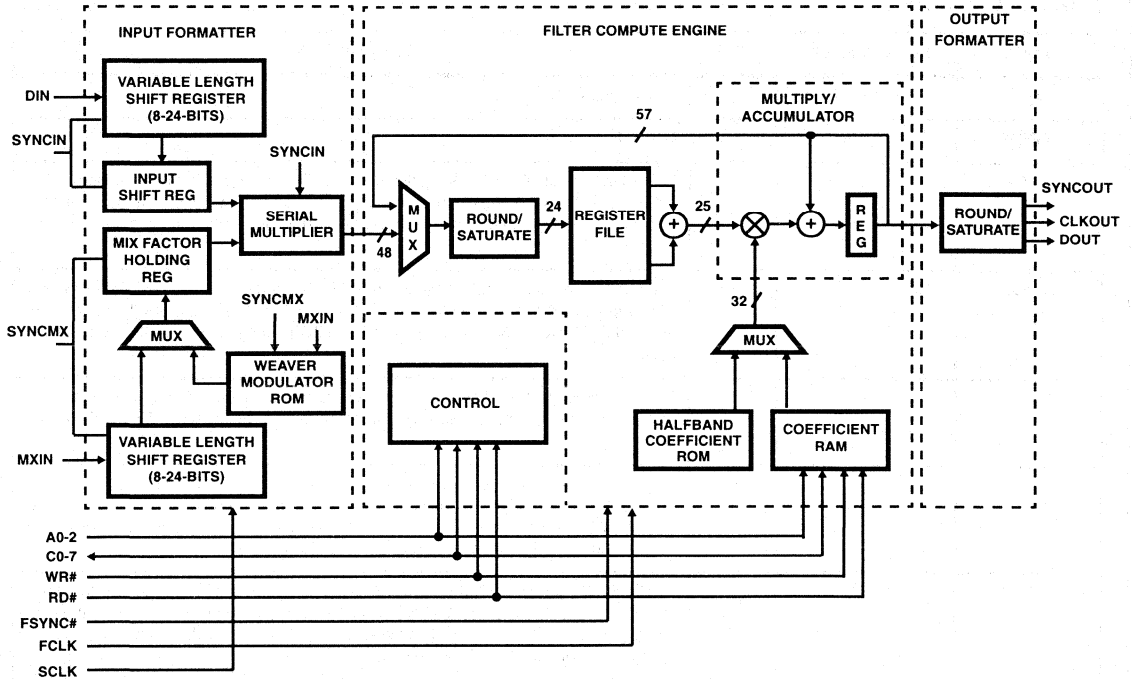 INPUT FORMATTER
FILTER COMPUTE ENGINE
OUTPUT
FORMATTER
VARIABLE LENGTH
SHIFT REGISTER
(8-24-BITS)
DIN
SYNCIN
INPUT
SHIFT REG
SYNCIN
SERIAL
MULTIPLIER
MIX FACTOR
HOLDING
REG
SYNCMX
MUX
SYNCMX
MXIN
WEAVER
MODULATOR
ROM
VARIABLE LENGTH
SHIFT REGISTER
(8-24-BITS)
MXIN
48
57
M
U
X
ROUND/
SATURATE
24
REGISTER
FILE
+
25
MULTIPLY/
ACCUMULATOR
+
R
E
G
32
MUX
HALFBAND
COEFFICIENT
ROM
COEFFICIENT
RAM
CONTROL
ROUND/
SATURATE
SYNCOUT
CLKOUT
DOUT
A0-2
C0-7
WR#
RD#
FSYNC#
FCLK
SCLK